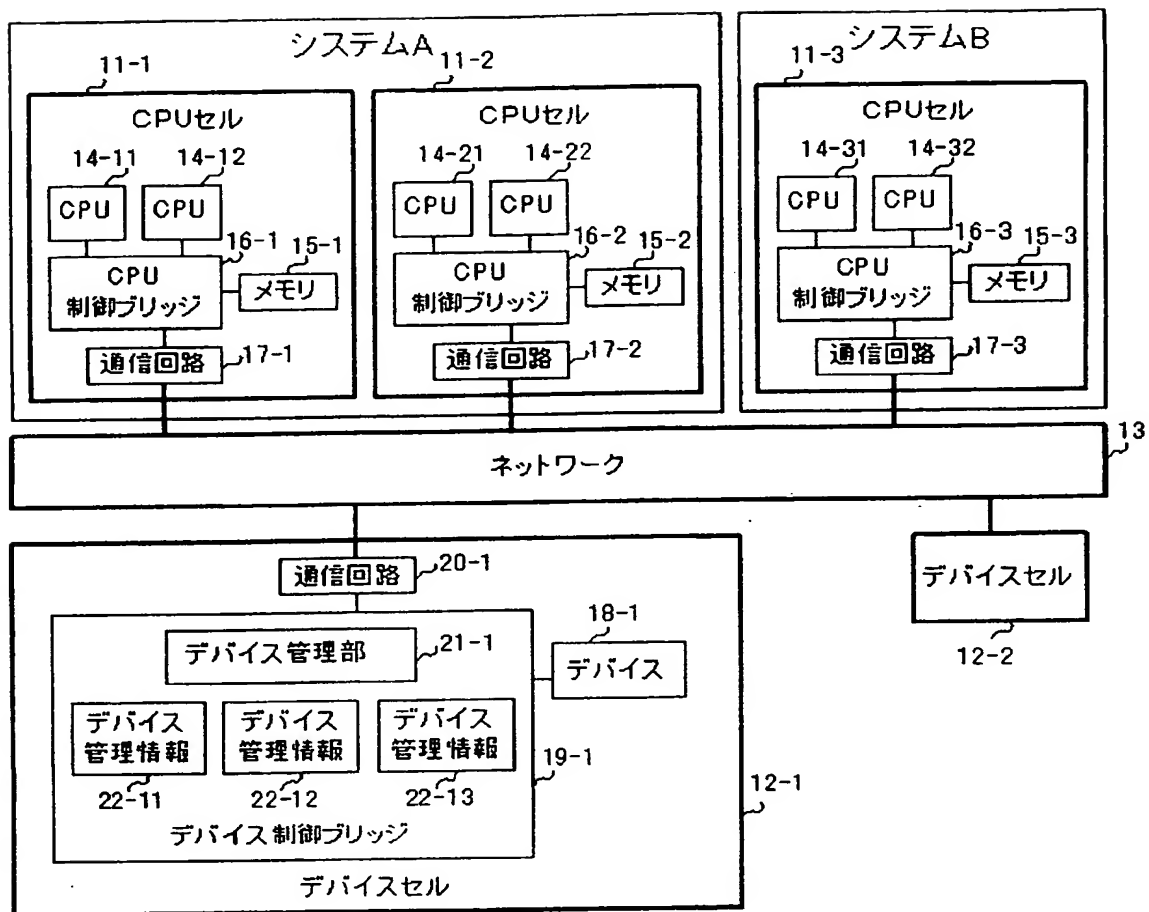 システムA
システムB
11-1
11-2
11-3
CPUセル
CPUセル
CPUセル
14-11
14-12
14-21
14-22
14-31
14-32
CPU
CPU
CPU
CPU
CPU
CPU
16-1
15-1
16-2
15-2
16-3
15-3
CPU
制御ブリッジ
メモリ
CPU
制御ブリッジ
メモリ
CPU
制御ブリッジ
メモリ
通信回路
17-1
通信回路
17-2
通信回路
17-3
13
ネットワーク
通信回路
20-1
デバイスセル
12-2
デバイス管理部
21-1
18-1
デバイス
デバイス
管理情報
デバイス
管理情報
デバイス
管理情報
22-11
22-12
22-13
19-1
12-1
デバイス制御ブリッジ
デバイスセル